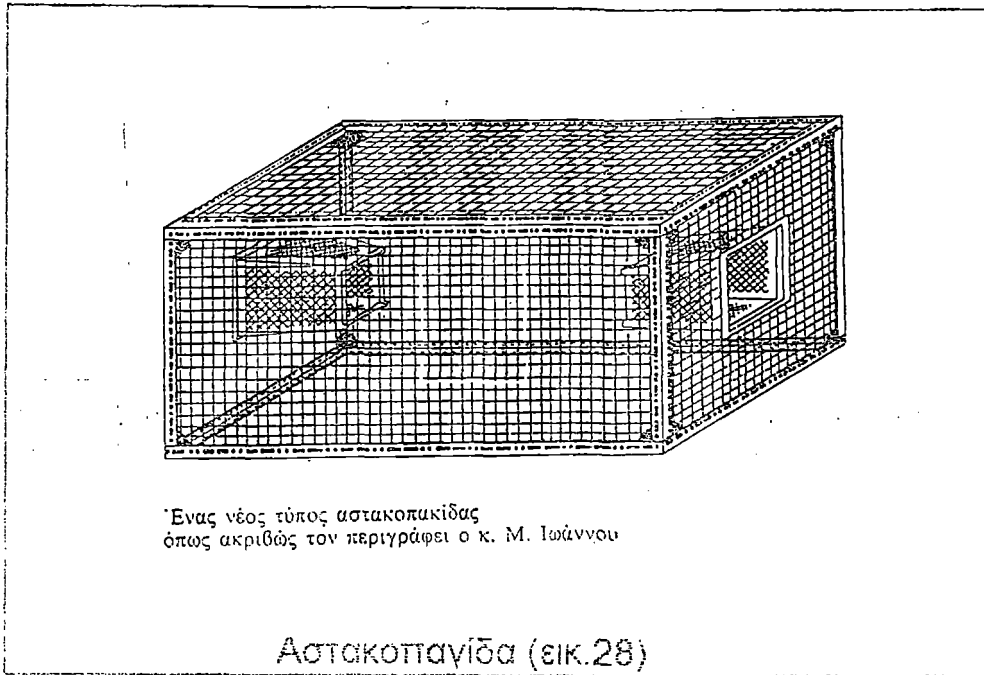 Ένας νέος τύπος αστακοπακίδας
όπως ακριβώς τον περιγράφει ο κ. Μ. Ιωάννου
Αστακοπαγίδα (εικ.28)